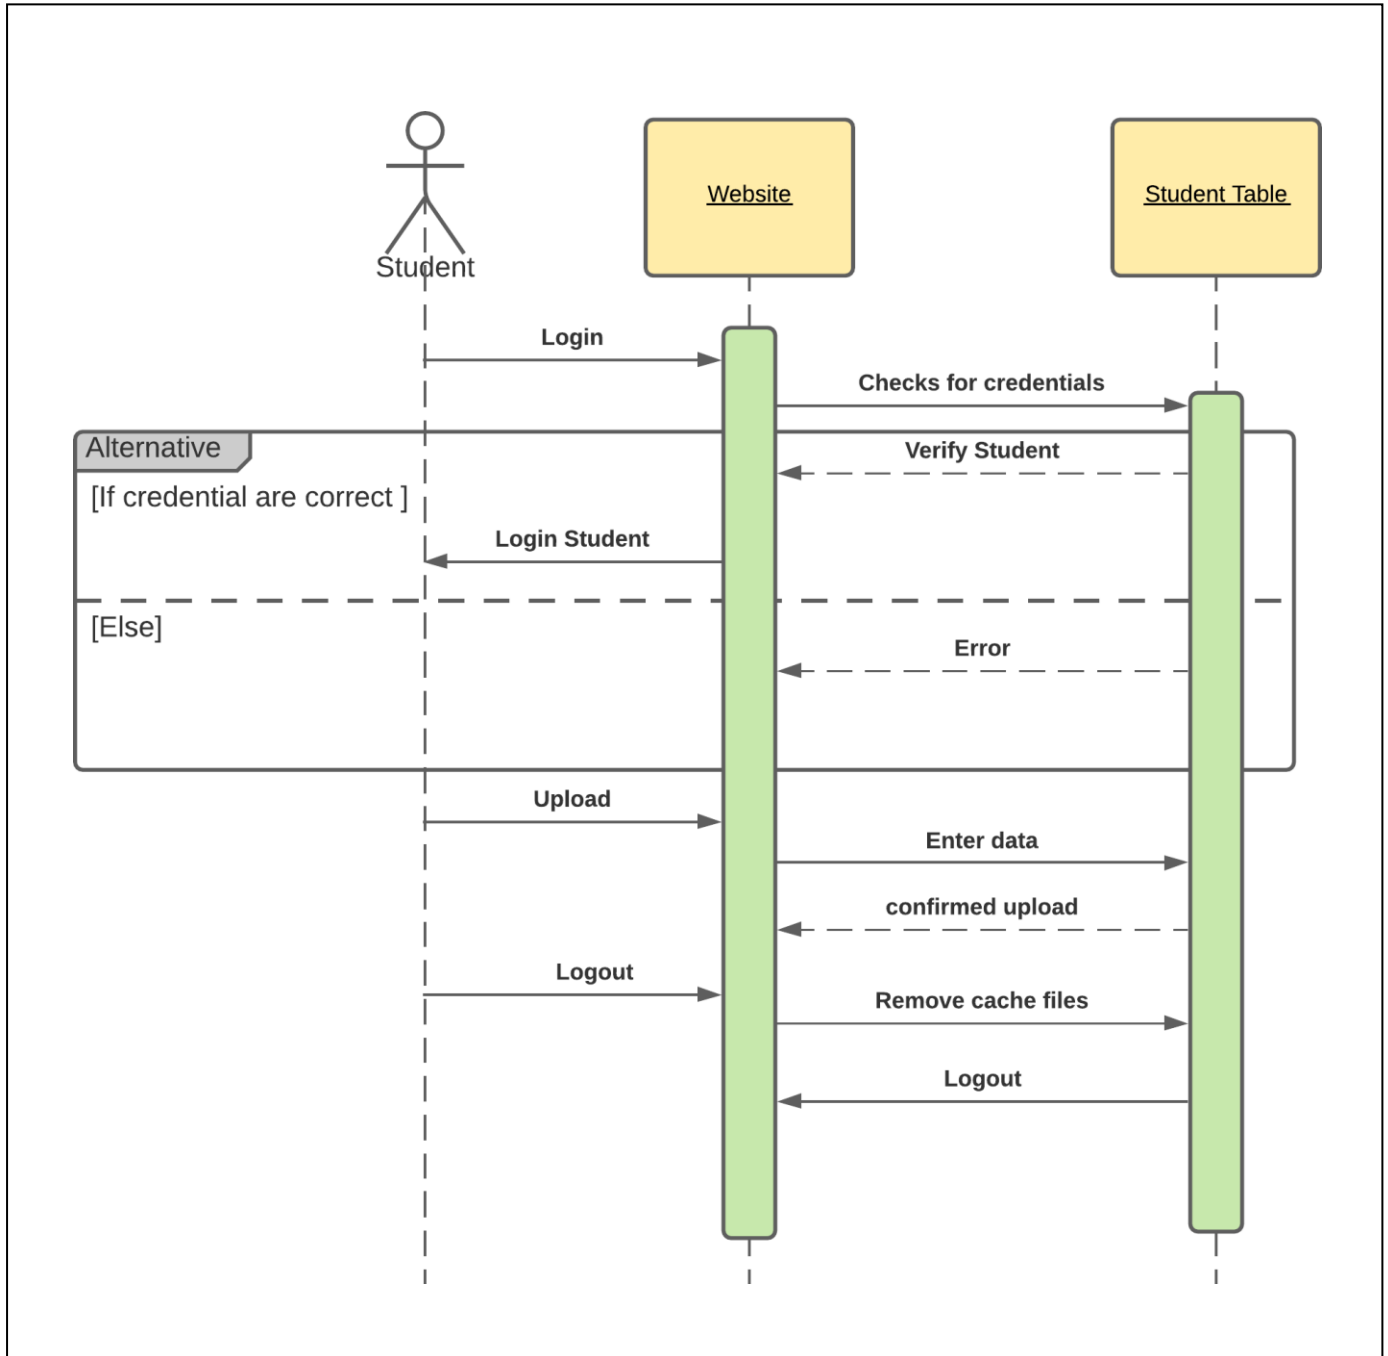 Student
Website
Student Table
Login
Checks for credentials
Alternative
Verify Student
[If credential are correct ]
Login Student
[Else]
Error
Upload
Enter data
confirmed upload
Logout
Remove cache files
Logout